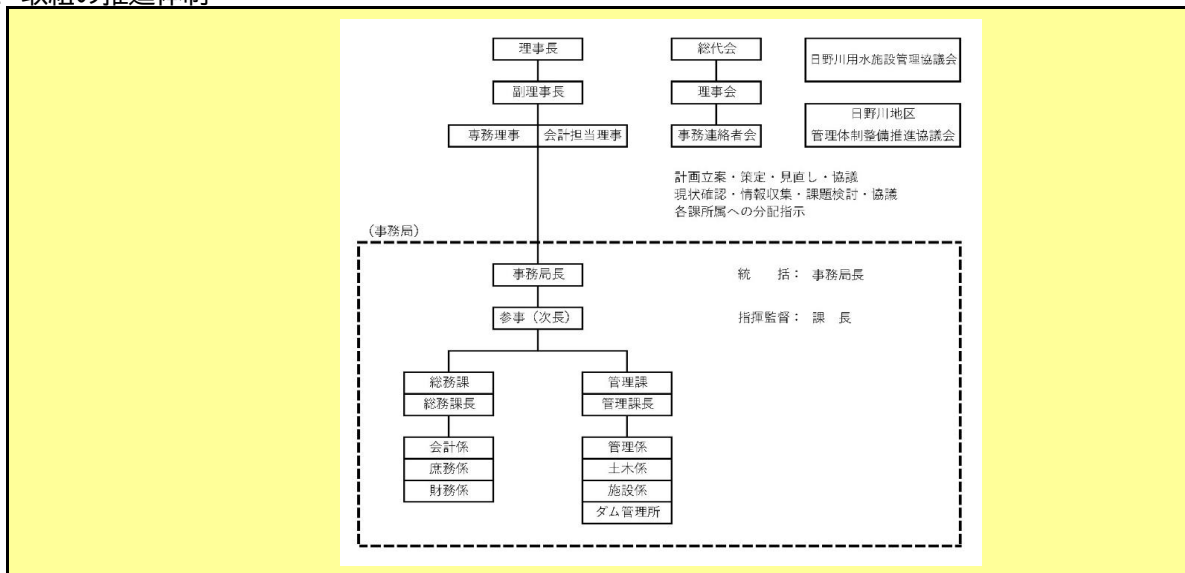 取組の推進体制
理事長
副理事長
専務理事 会計担当理事
総代会
理事会
事務連絡者会
日野川用水施設管理協議会
日野川地区
管理体制整備推進協議会
計画立案・策定・見直し・協議
現状確認・情報収集・課題検討・協議
各課所属への分配指示
（事務局）
事務局長
参事（次長）
統　括： 事務局長
指揮監督： 課　長
総務課
総務課長
会計係
庶務係
財務係
管理課
管理課長
管理係
土木係
施設係
ダム管理所